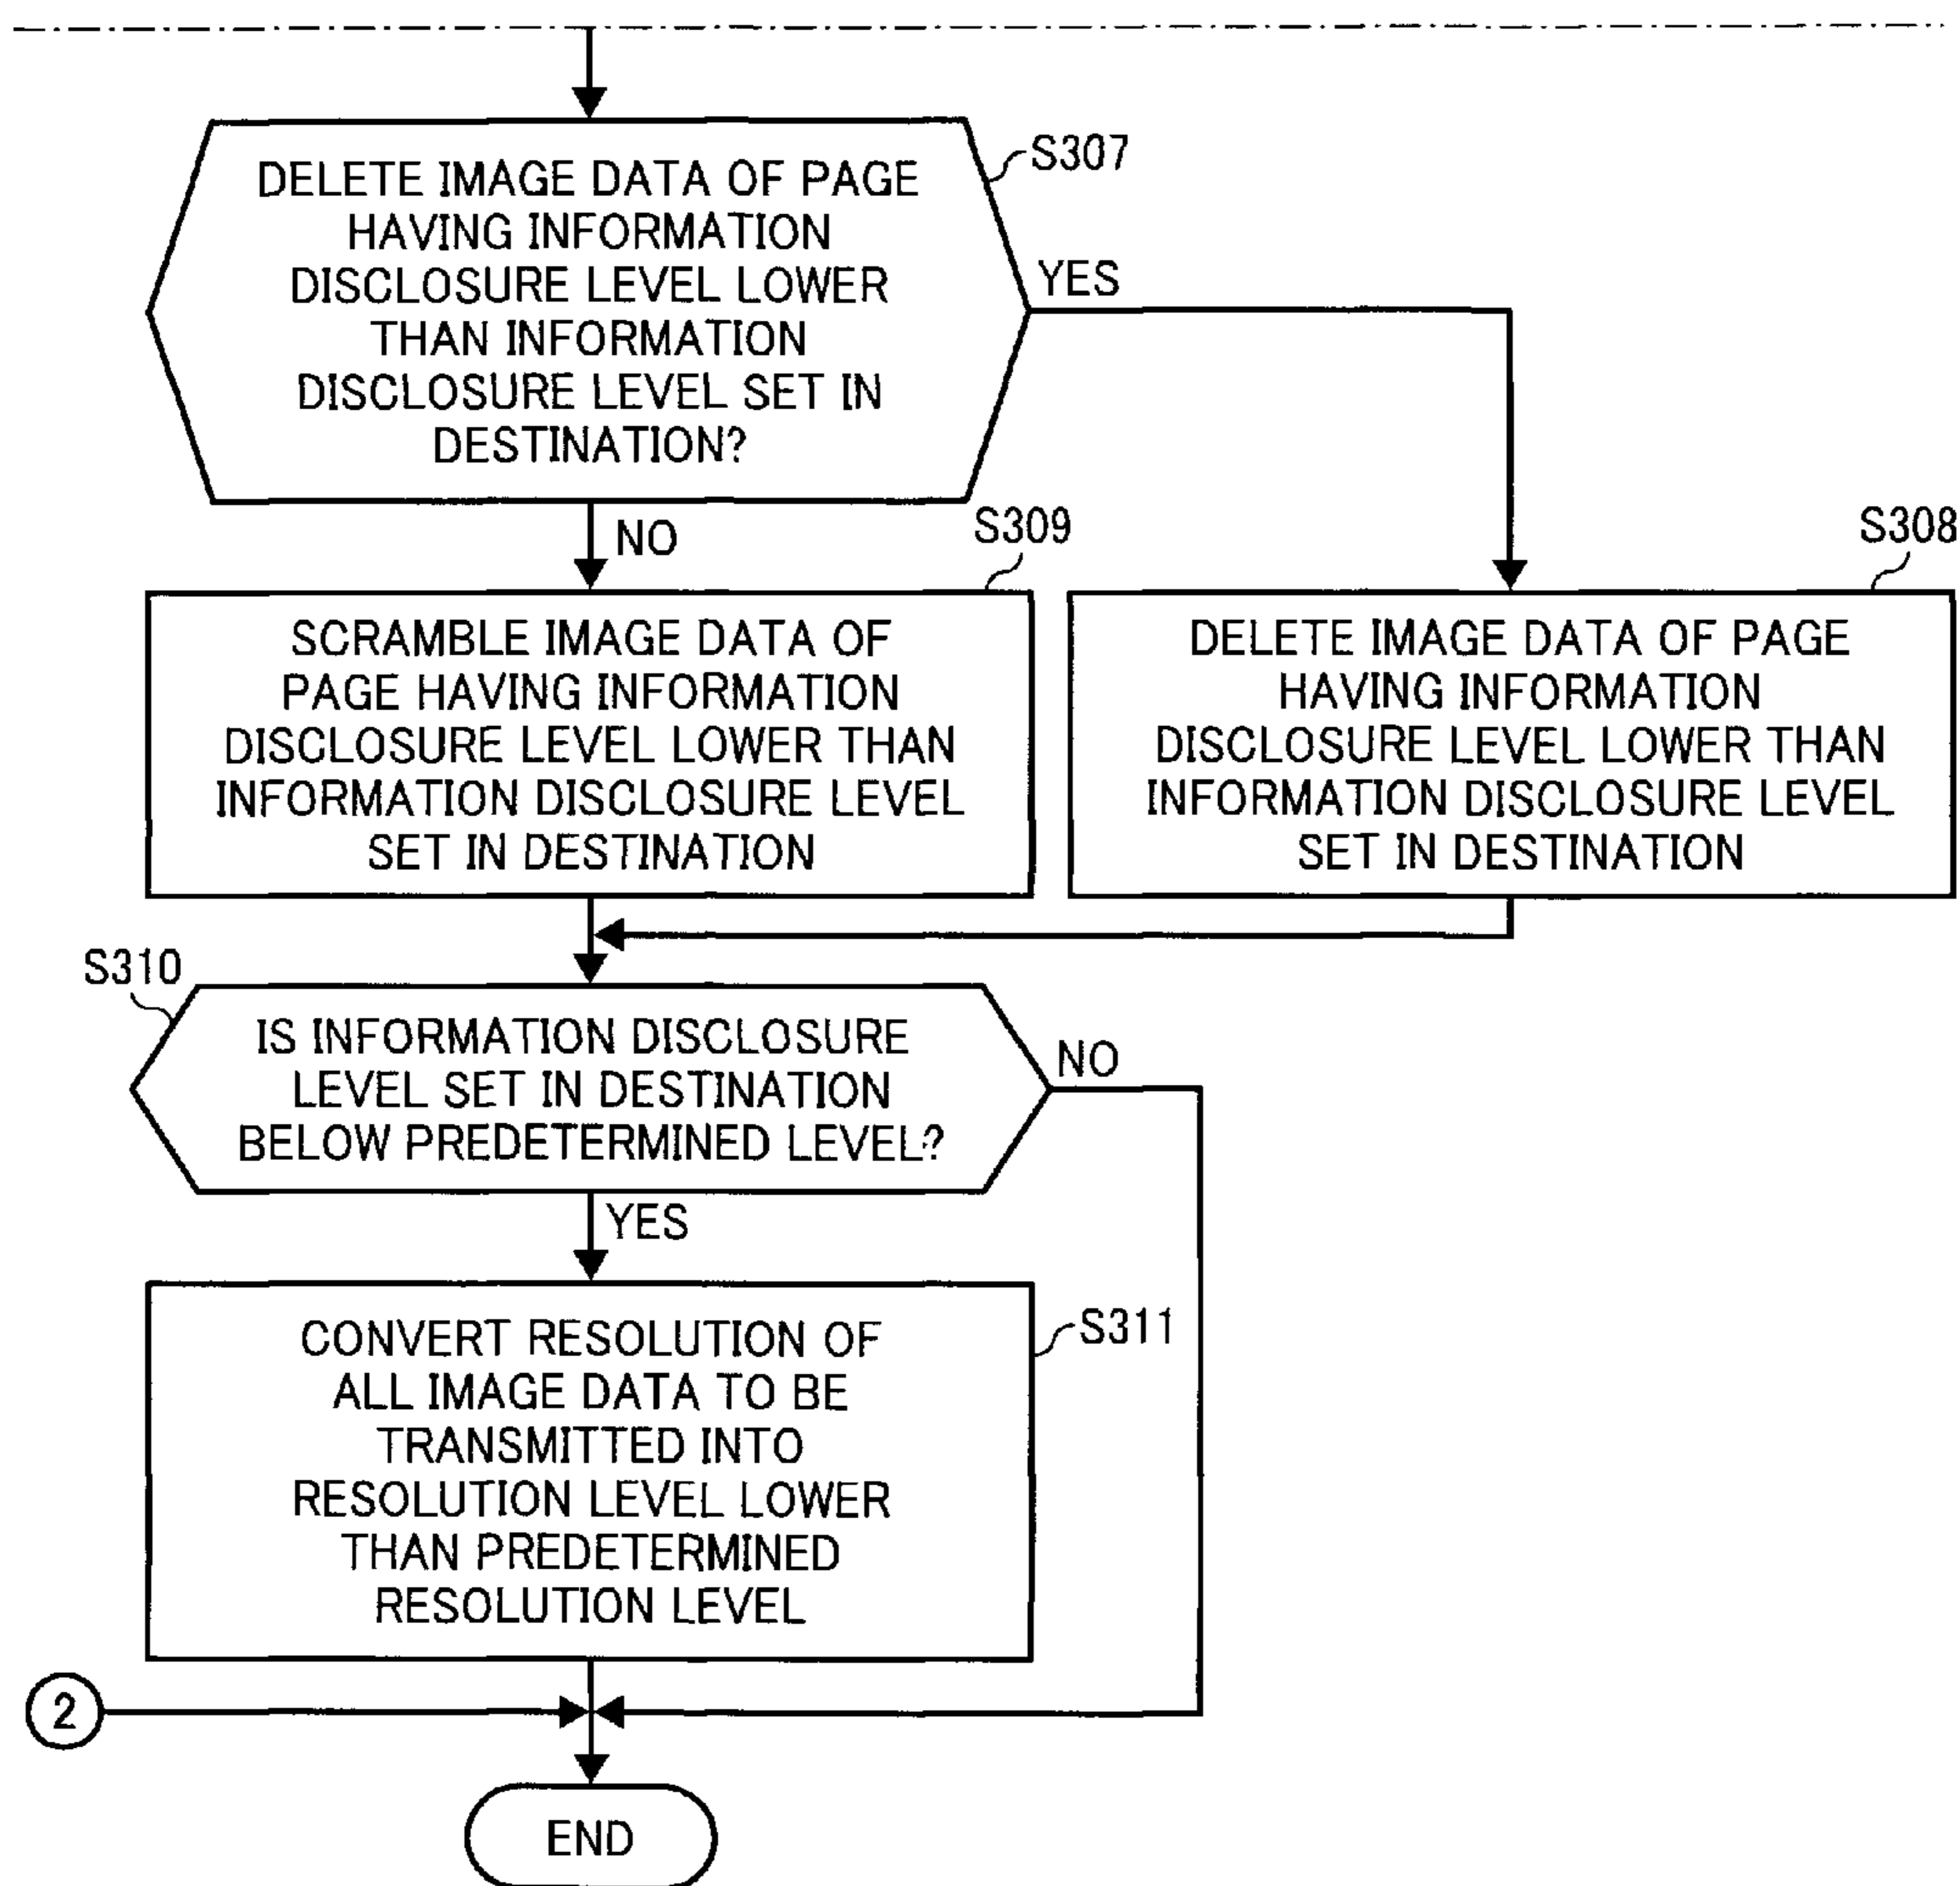 S307
DELETE IMAGE DATA OF PAGE
HAVING INFORMATION
DISCLOSURE LEVEL LOWER
THAN INFORMATION
DISCLOSURE LEVEL SET IN
DESTINATION?
YES
NO
S309
SCRAMBLE IMAGE DATA OF
PAGE HAVING INFORMATION
DISCLOSURE LEVEL LOWER THAN
INFORMATION DISCLOSURE LEVEL
SET IN DESTINATION
S308
DELETE IMAGE DATA OF PAGE
HAVING INFORMATION
DISCLOSURE LEVEL LOWER THAN
INFORMATION DISCLOSURE LEVEL
SET IN DESTINATION
S310
IS INFORMATION DISCLOSURE
LEVEL SET IN DESTINATION
BELOW PREDETERMINED LEVEL?
NO
YES
S311
CONVERT RESOLUTION OF
ALL IMAGE DATA TO BE
TRANSMITTED INTO
RESOLUTION LEVEL LOWER
THAN PREDETERMINED
RESOLUTION LEVEL
2
END